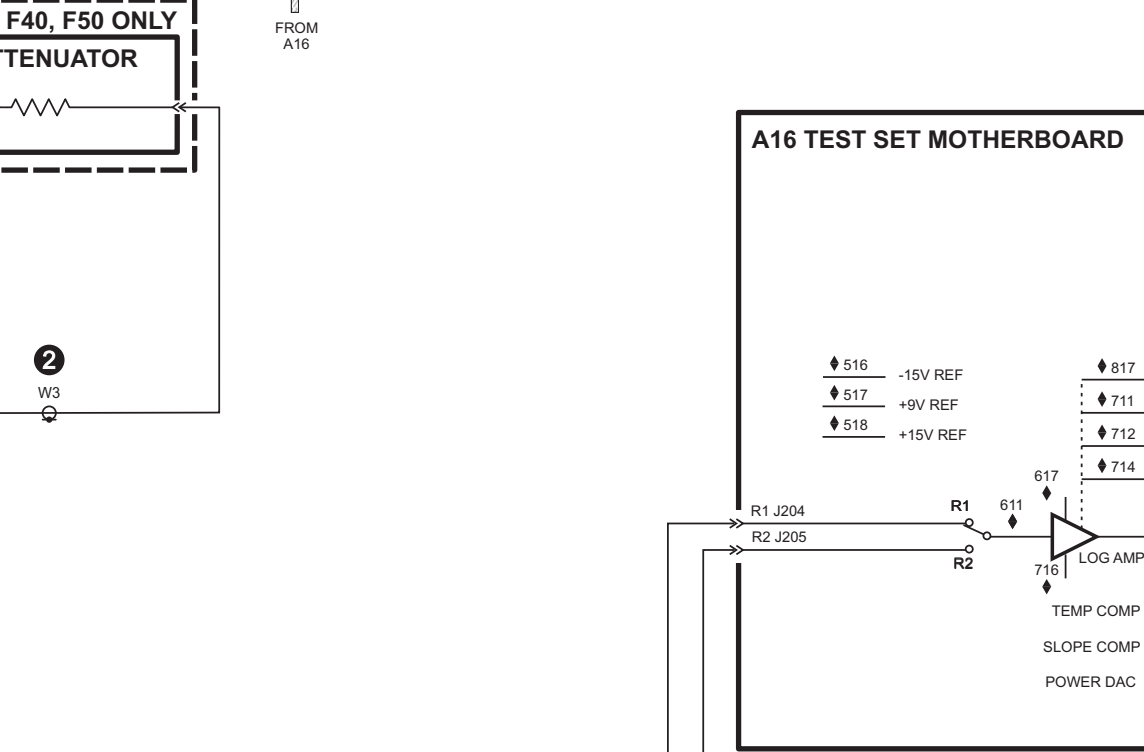 F40, F50 ONLY
TTENUATOR
FROM
A16
A16 TEST SET MOTHERBOARD
2
W3
516
-15V REF
517
+9V REF
518
+15V REF
817
711
712
714
617
R1 J204
R1
611
R2 J205
R2
716
LOG AMP
TEMP COMP
SLOPE COMP
POWER DAC